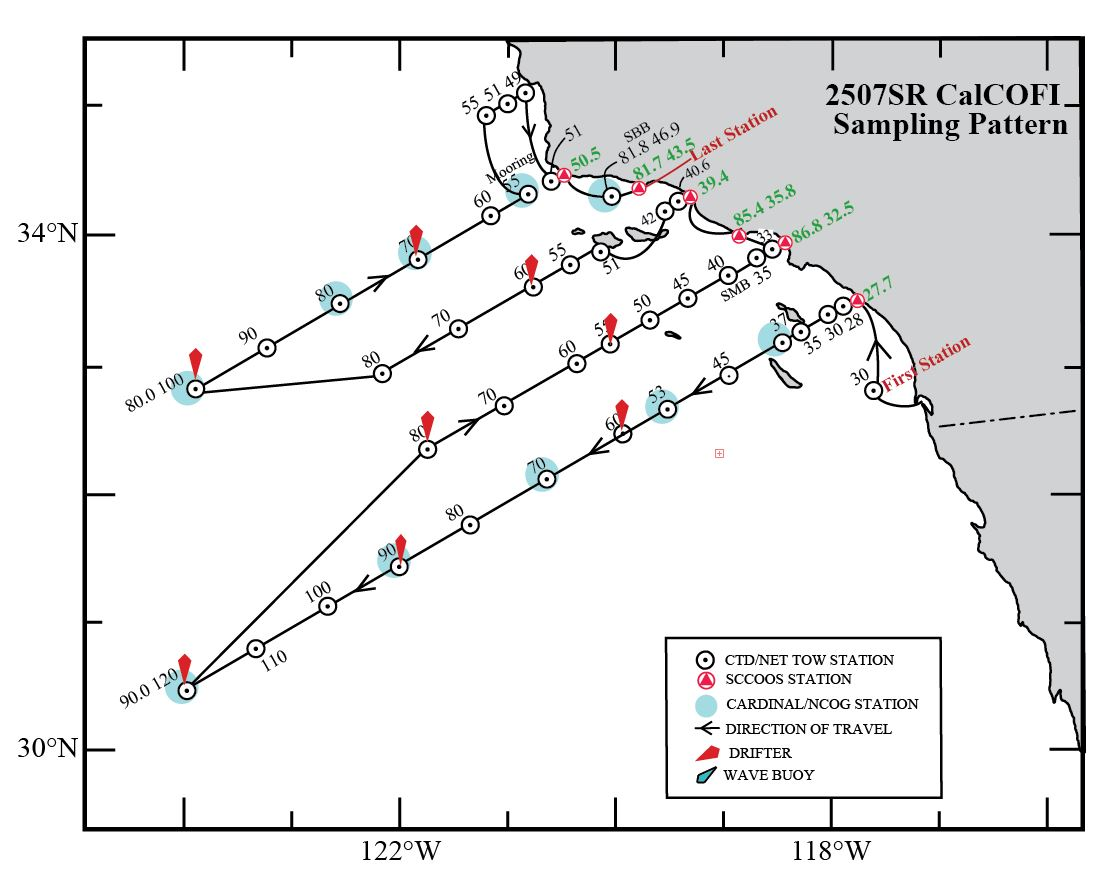 2507SR CalCOFI
Sampling Pattern
55 51 49
51
50.5
SBB
81.8 46.9
81.7 43.5
Last Station
40.6
39.4
85.4 35.8
86.8 32.5
Mooring
55
60
70
80
90
80.0 100
42
51
55
60
70
80
33
35
SMB
40
45
50
55
60
70
80
27.7
28
30
35
37
45
53
60
70
80
90
100
110
90.0 120
30
First Station
34°N
30°N
122°W
118°W
CTD/NET TOW STATION
SCCOOS STATION
CARDINAL/NCOG STATION
DIRECTION OF TRAVEL
DRIFTER
WAVE BUOY